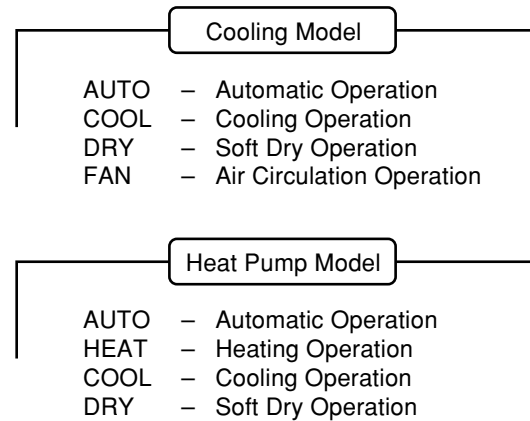 Cooling Model
AUTO – Automatic Operation
COOL – Cooling Operation
DRY – Soft Dry Operation
FAN – Air Circulation Operation
Heat Pump Model
AUTO – Automatic Operation
HEAT – Heating Operation
COOL – Cooling Operation
DRY – Soft Dry Operation